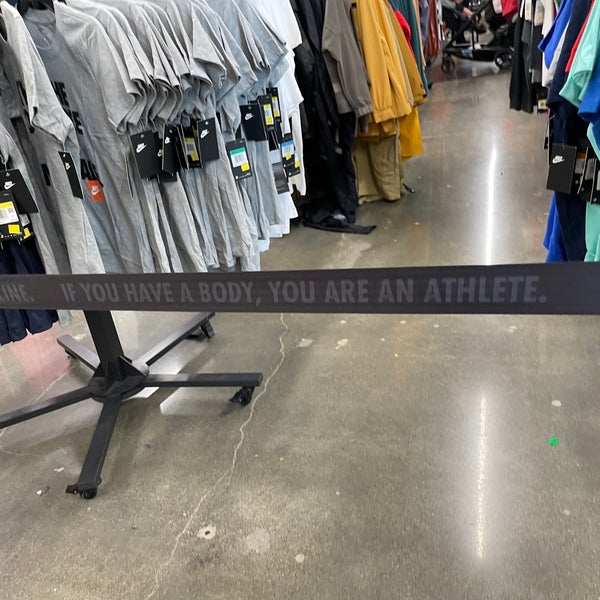 INE. IF YOU HAVE A BODY, YOU ARE AN ATHLETE.